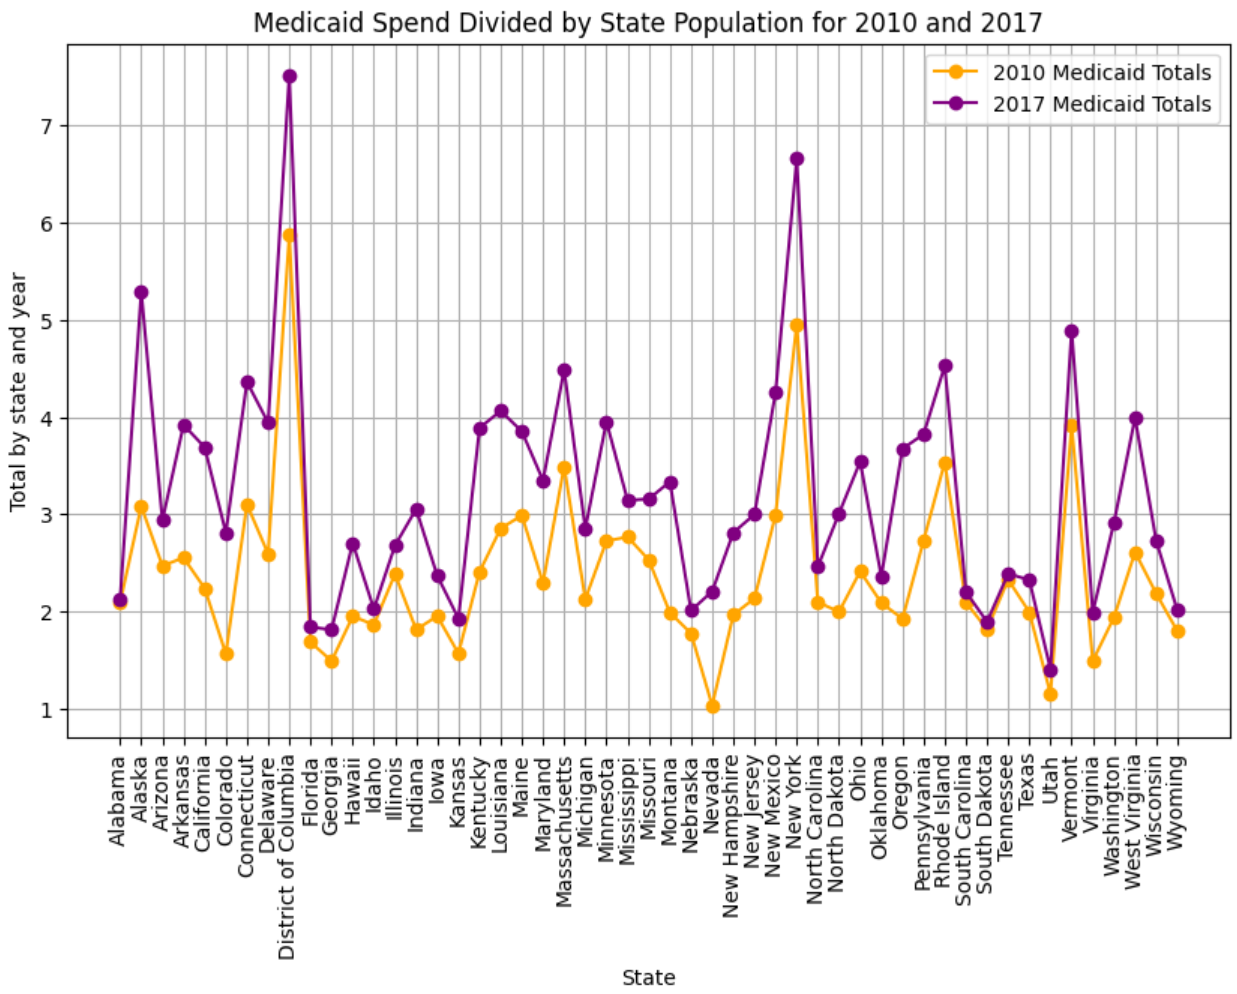 Medicaid Spend Divided by State Population for 2010 and 2017
2010 Medicaid Totals
2017 Medicaid Totals
Total by state and year
7
6
5
4
3
2
1
Alabama
Alaska
Arizona
Arkansas
California
Colorado
Connecticut
Delaware
District of Columbia
Florida
Georgia
Hawaii
Idaho
Illinois
Indiana
Iowa
Kansas
Kentucky
Louisiana
Maine
Maryland
Massachusetts
Michigan
Minnesota
Mississippi
Missouri
Montana
Nebraska
Nevada
New Hampshire
New Jersey
New Mexico
New York
North Carolina
North Dakota
Ohio
Oklahoma
Oregon
Pennsylvania
Rhode Island
South Carolina
South Dakota
Tennessee
Texas
Utah
Vermont
Virginia
Washington
West Virginia
Wisconsin
Wyoming
State